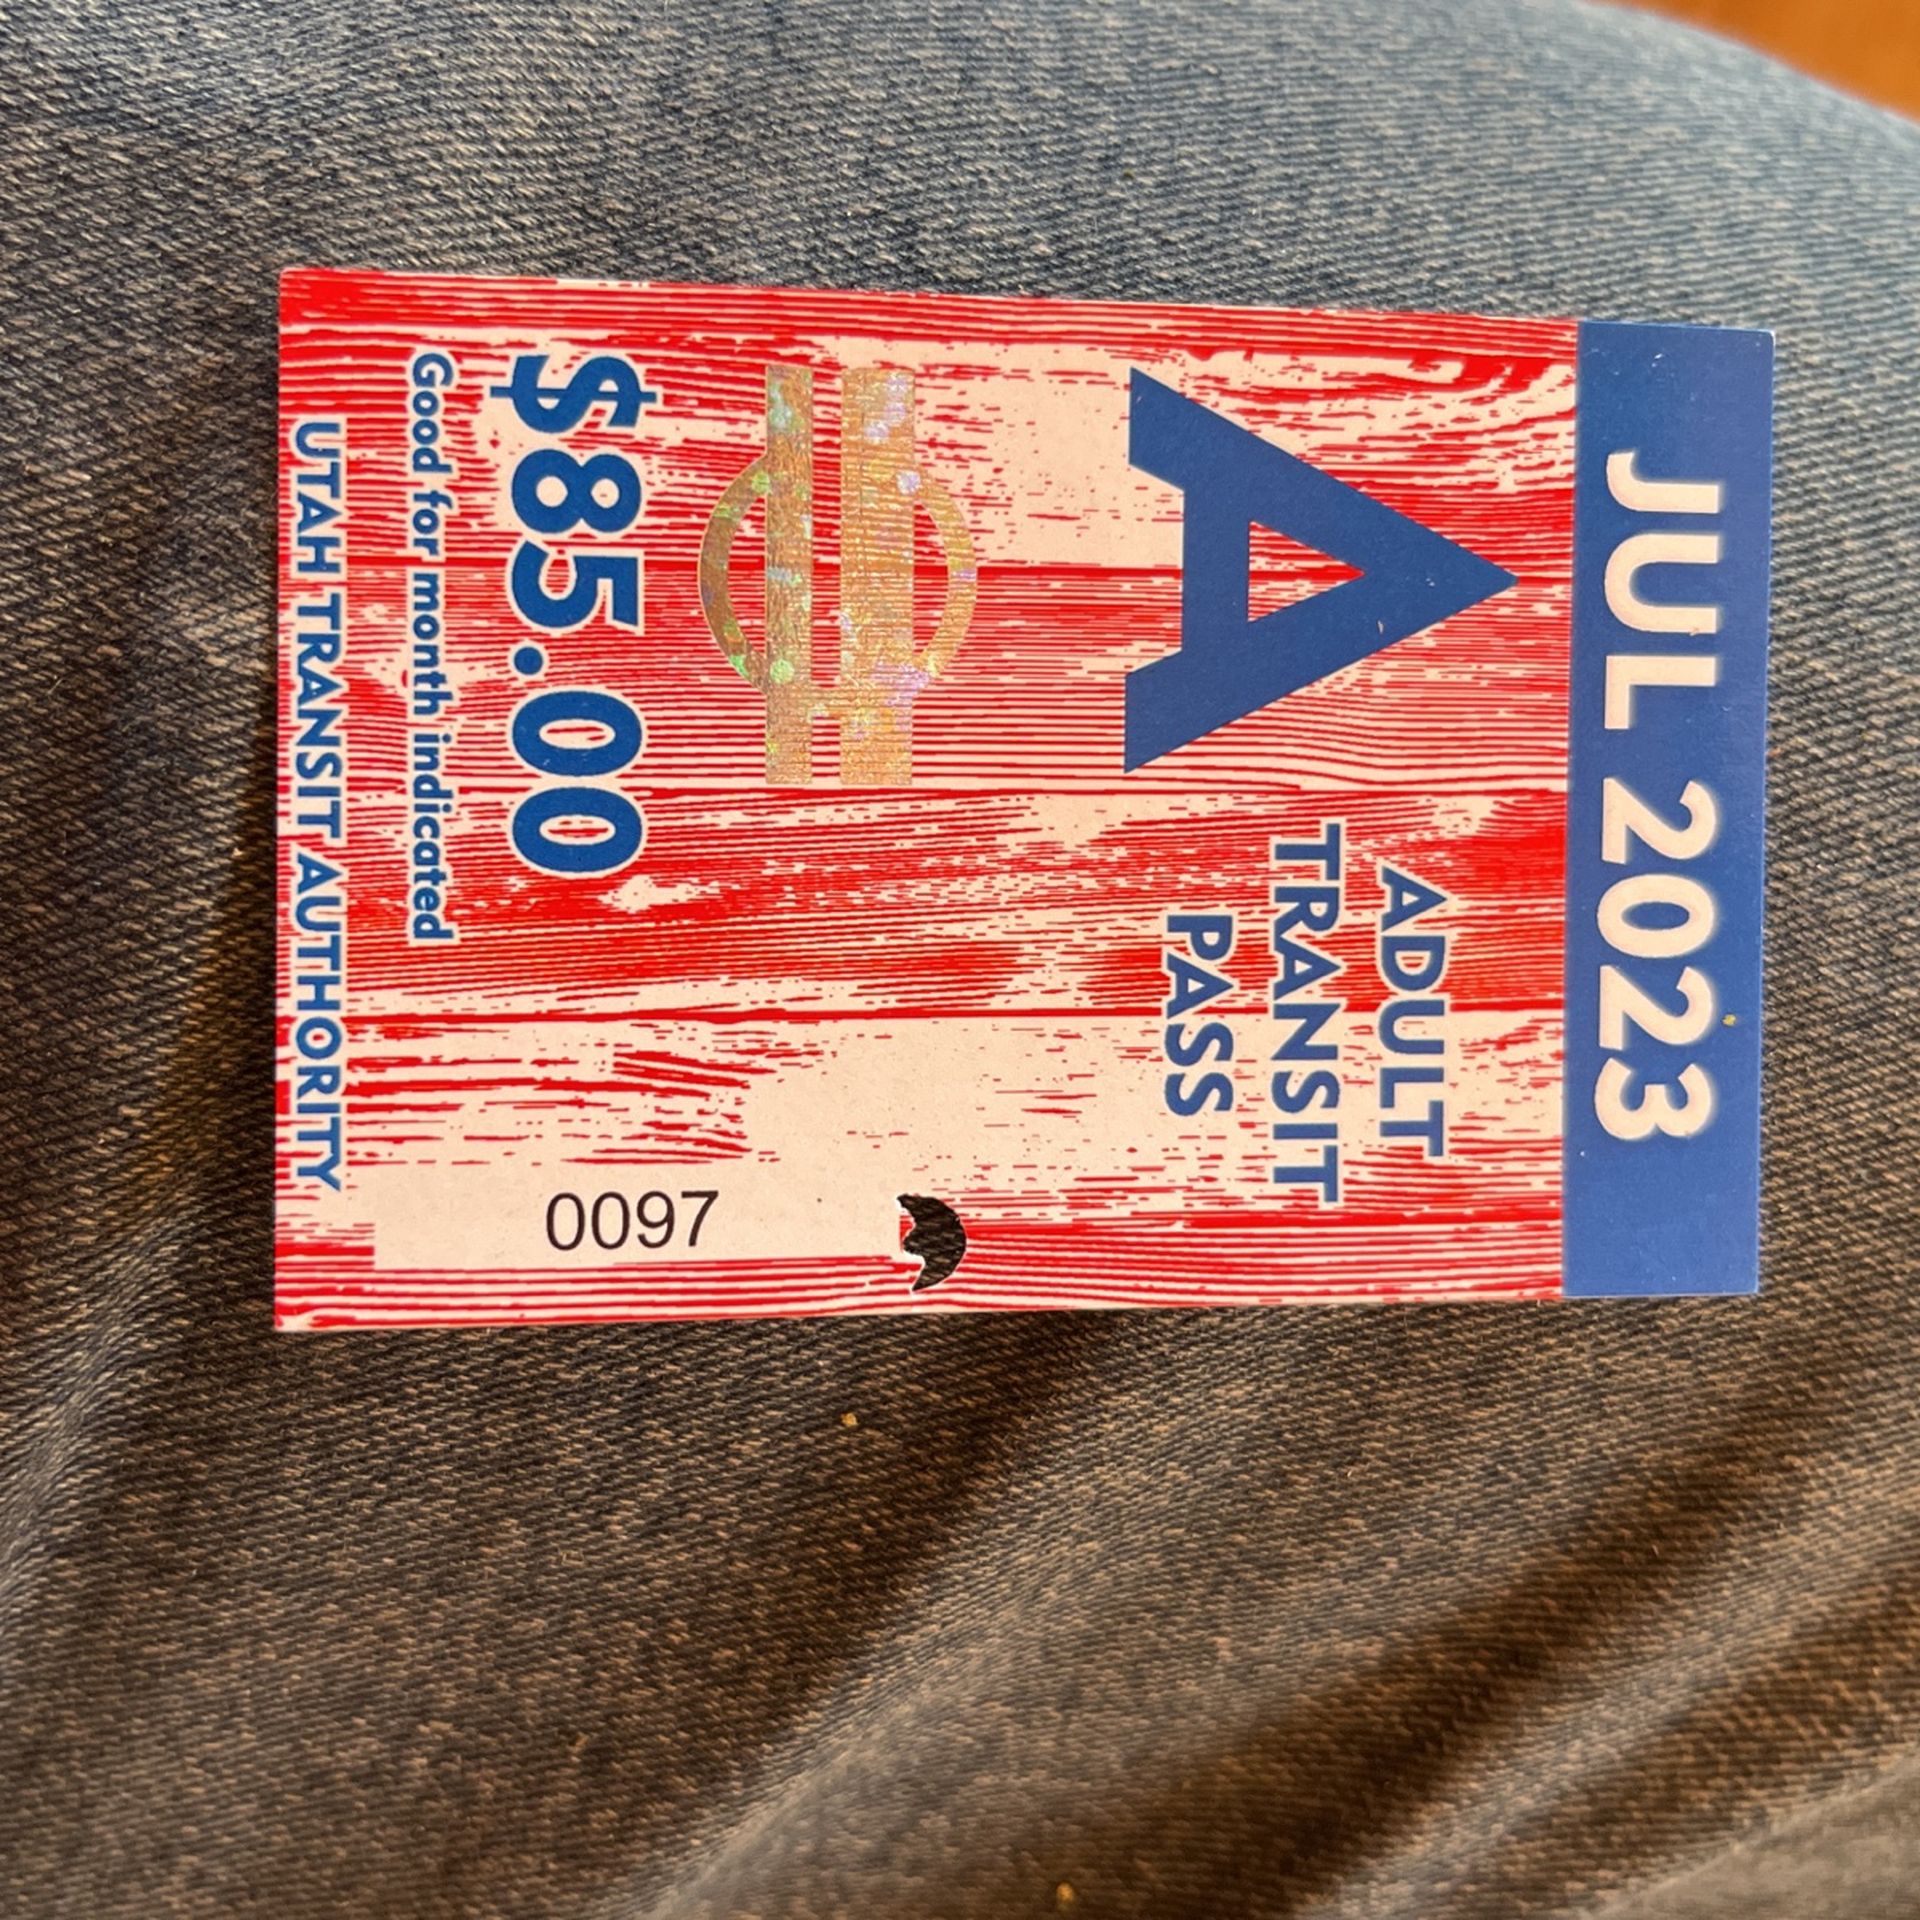 JUL 2023
A
ADULT
TRANSIT
PASS
$85.00
Good for month indicated
UTAH TRANSIT AUTHORITY
0097